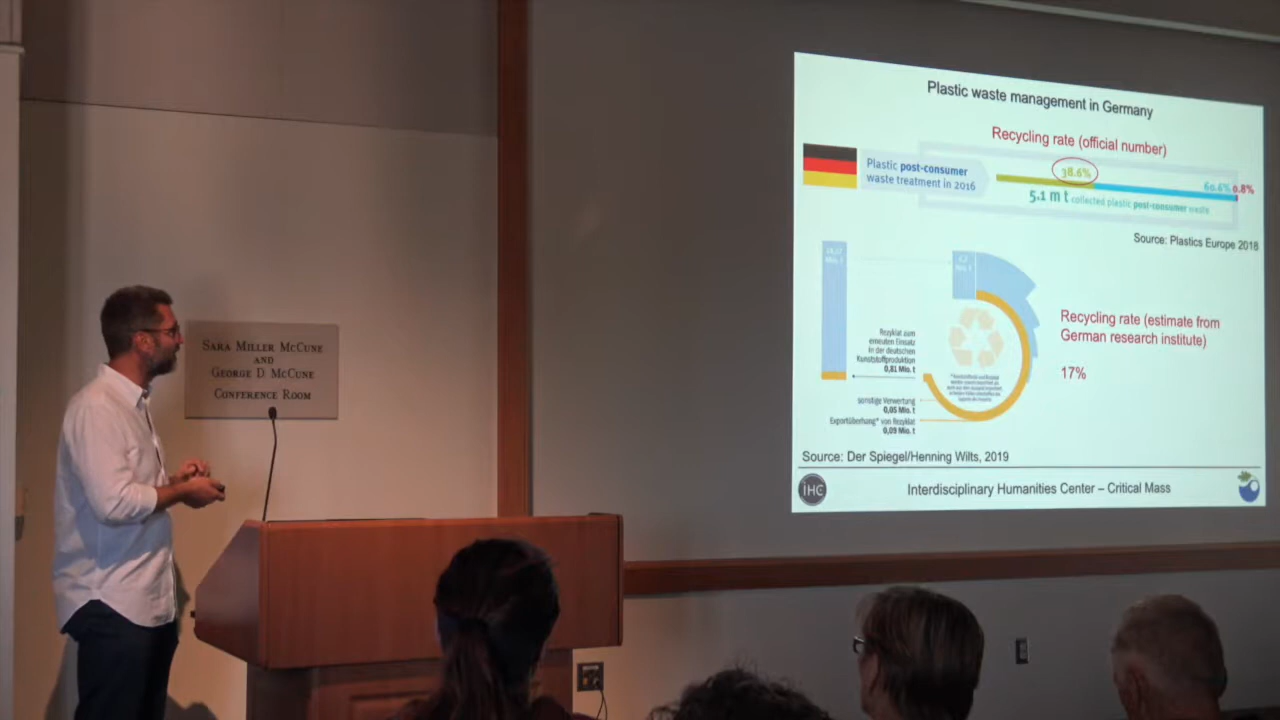 SARA MILLER MCCUNE
AND
GEORGE D. MCCUNE
CONFERENCE ROOM
Plastic waste management in Germany
Recycling rate (official number)
Plastic post-consumer
waste treatment in 2016
38.6%
60.6% 0.8%
5.1 m t collected plastic post-consumer waste
Source: Plastics Europe 2018
Rezyklat zum
erneuten Einsatz
in der deutschen
Kunststoffproduktion
0,81 Mio. t
sonstige Verwertung
0,05 Mio. t
Exportüberhang* von Rezyklat
0,09 Mio. t
Recycling rate (estimate from
German research institute)
17%
Source: Der Spiegel/Henning Wilts, 2019
IHC
Interdisciplinary Humanities Center – Critical Mass